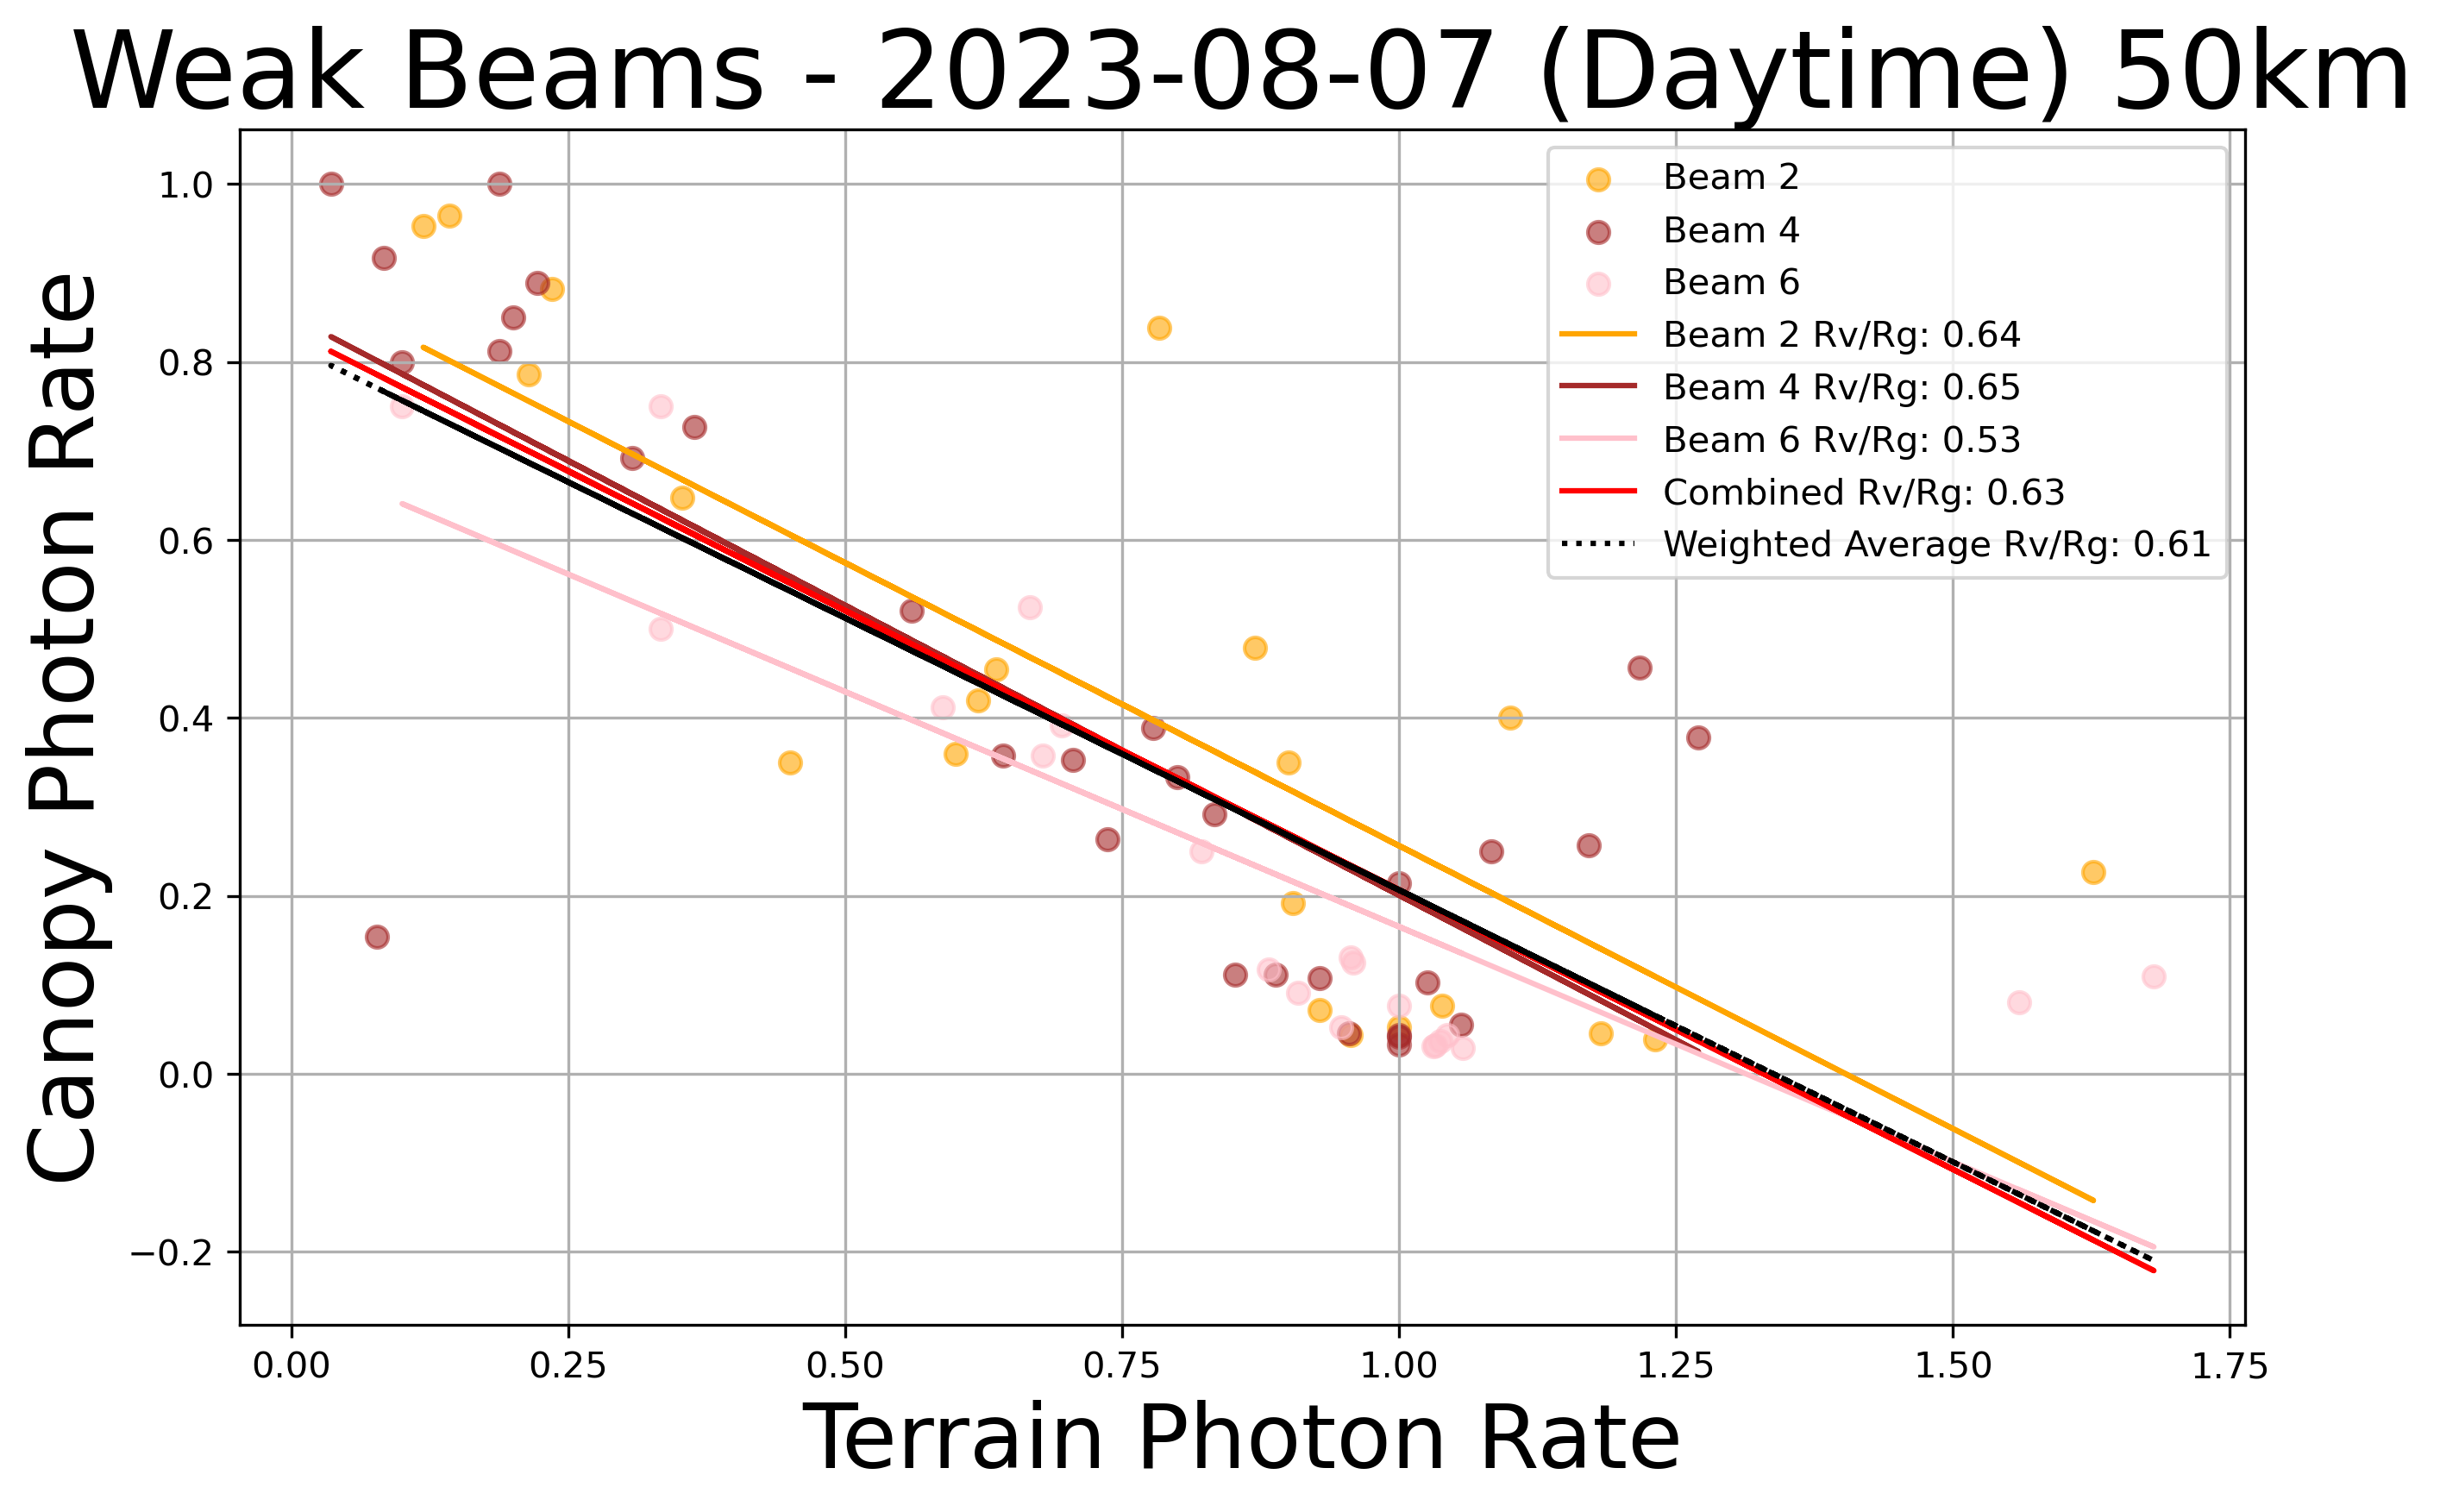 Weak Beams - 2023-08-07 (Daytime) 50km
Canopy Photon Rate
1.0
0.8
0.6
0.4
0.2
0.0
−0.2
Beam 2
Beam 4
Beam 6
Beam 2 Rv/Rg: 0.64
Beam 4 Rv/Rg: 0.65
Beam 6 Rv/Rg: 0.53
Combined Rv/Rg: 0.63
Weighted Average Rv/Rg: 0.61
0.00 0.25 0.50 0.75 1.00 1.25 1.50 1.75
Terrain Photon Rate